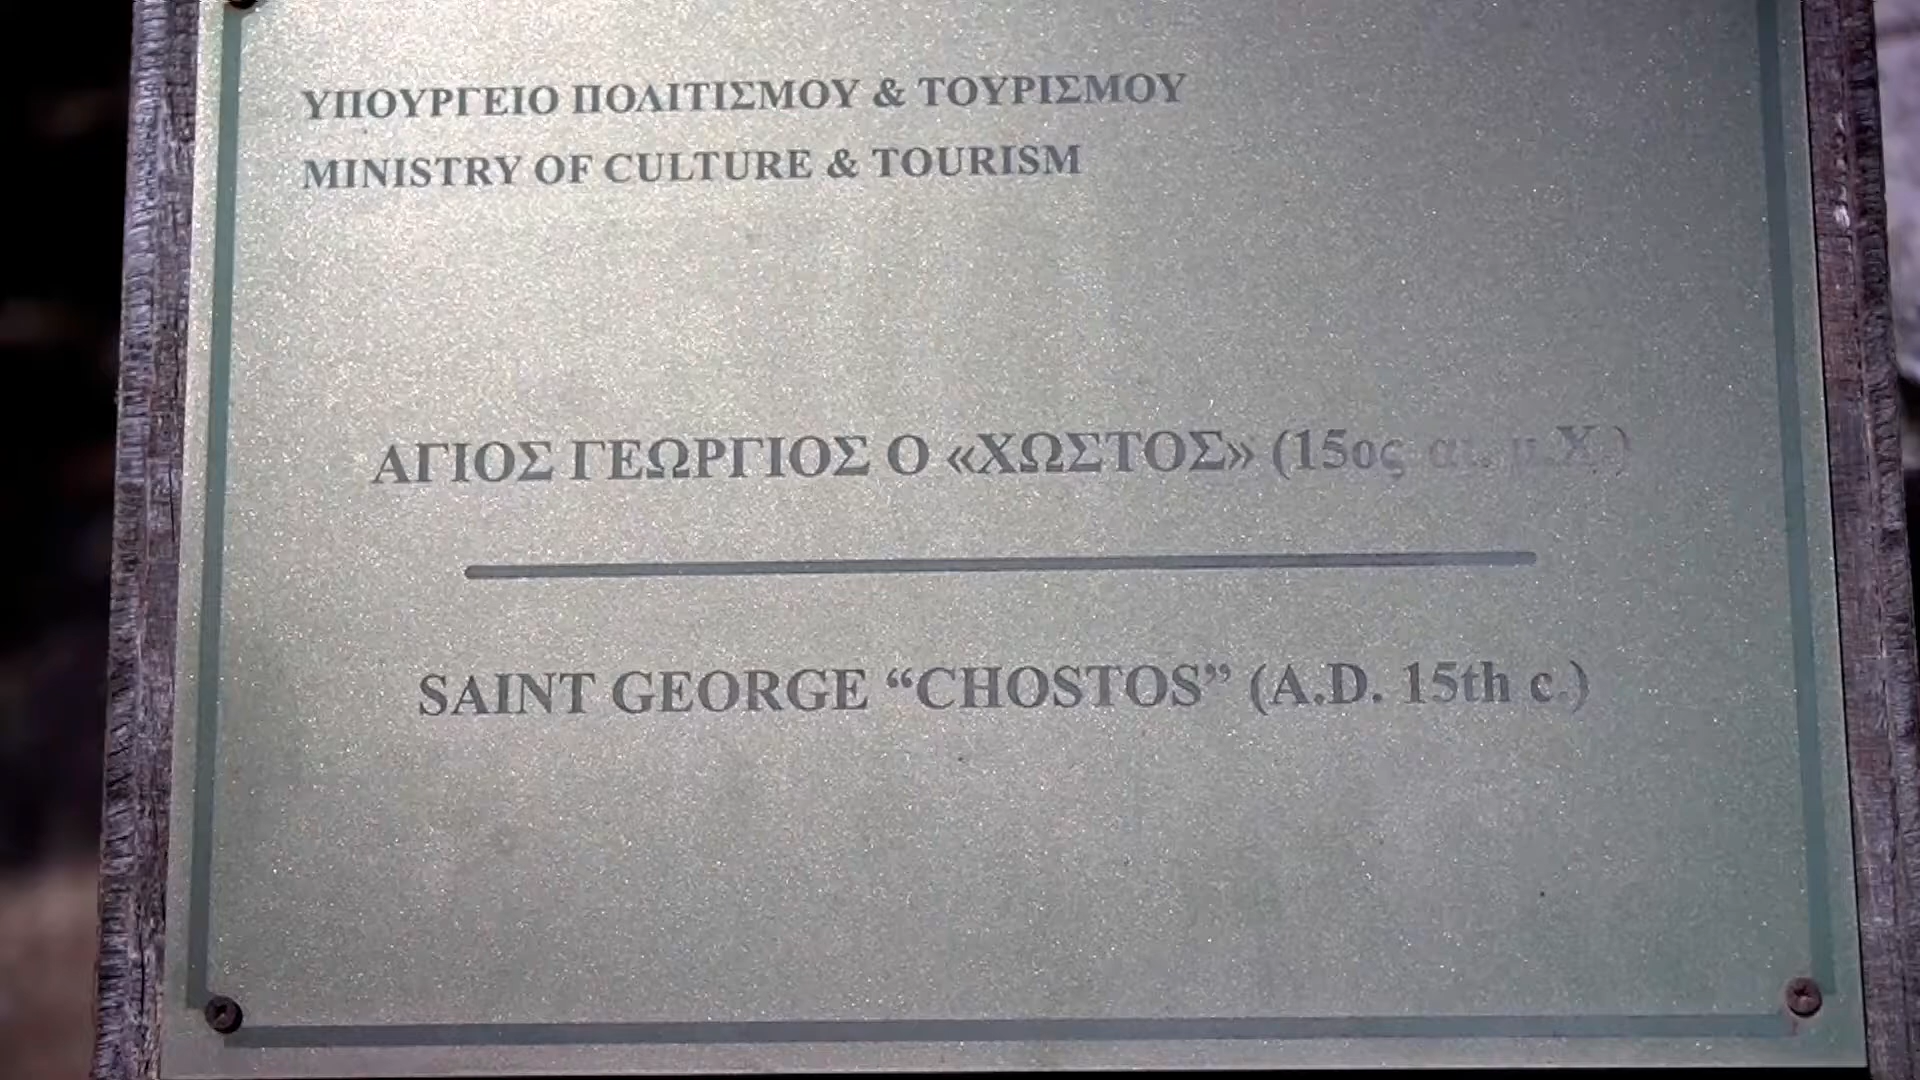 ΥΠΟΥΡΓΕΙΟ ΠΟΛΙΤΙΣΜΟΥ & ΤΟΥΡΙΣΜΟΥ
MINISTRY OF CULTURE & TOURISM
ΑΓΙΟΣ ΓΕΩΡΓΙΟΣ Ο «ΧΩΣΤΟΣ» (15ος αι. μ.Χ.)
SAINT GEORGE “CHOSTOS” (A.D. 15th c.)